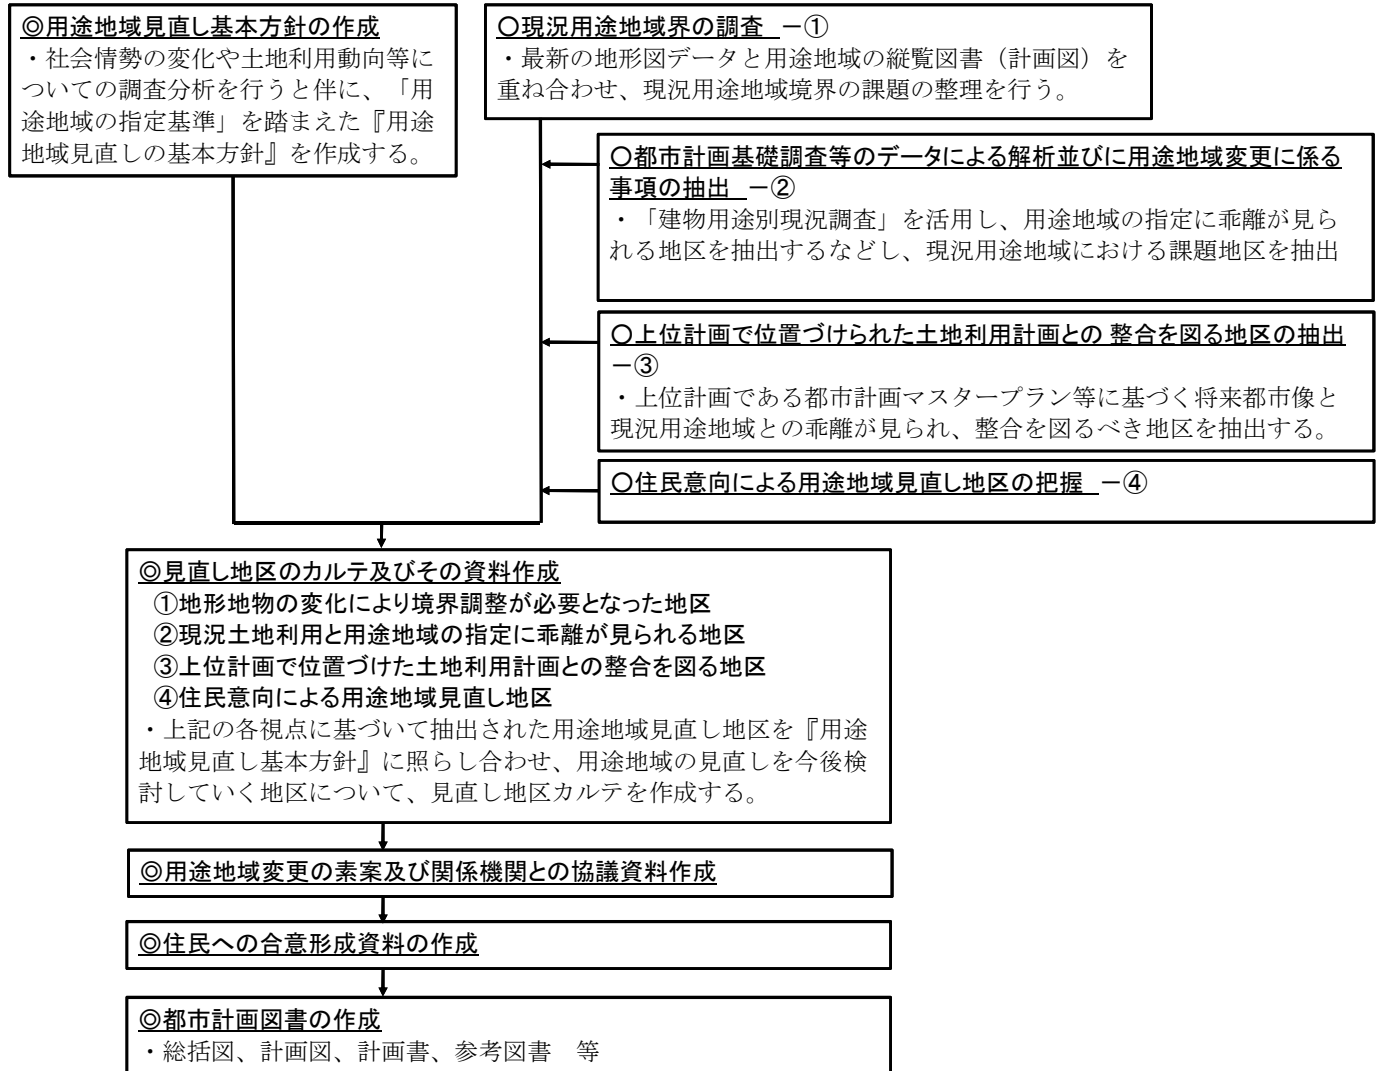 ◎用途地域見直し基本方針の作成
・社会情勢の変化や土地利用動向等に
ついての調査分析を行うと伴に、「用
途地域の指定基準」を踏まえた『用途
地域見直しの基本方針』を作成する。
○現況用途地域界の調査 －①
・最新の地形図データと用途地域の縦覧図書（計画図）を
重ね合わせ、現況用途地域境界の課題の整理を行う。
○都市計画基礎調査等のデータによる解析並びに用途地域変更に係る
事項の抽出 －②
・「建物用途別現況調査」を活用し、用途地域の指定に乖離が見ら
れる地区を抽出するなどし、現況用途地域における課題地区を抽出
○上位計画で位置づけられた土地利用計画との 整合を図る地区の抽出
－③
・上位計画である都市計画マスタープラン等に基づく将来都市像と
現況用途地域との乖離が見られ、整合を図るべき地区を抽出する。
○住民意向による用途地域見直し地区の把握 －④
◎見直し地区のカルテ及びその資料作成
①地形地物の変化により境界調整が必要となった地区
②現況土地利用と用途地域の指定に乖離が見られる地区
③上位計画で位置づけた土地利用計画との整合を図る地区
④住民意向による用途地域見直し地区
・上記の各視点に基づいて抽出された用途地域見直し地区を『用途
地域見直し基本方針』に照らし合わせ、用途地域の見直しを今後検
討していく地区について、見直し地区カルテを作成する。
◎用途地域変更の素案及び関係機関との協議資料作成
◎住民への合意形成資料の作成
◎都市計画図書の作成
・総括図、計画図、計画書、参考図書　等